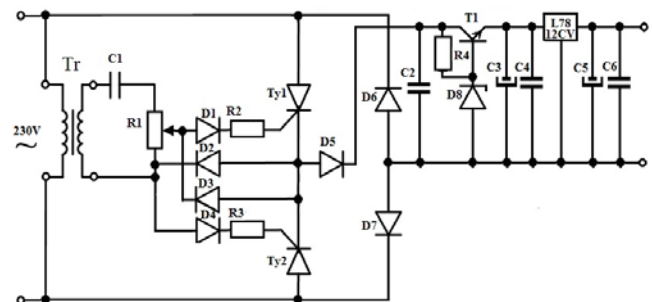 L78
12CV
T1
R4
Tr
C1
Ty1
C2
D6
D8
C3
C4
C5
C6
R1
D1
R2
230V
~
D2
D5
D3
D4
R3
D7
Ty2